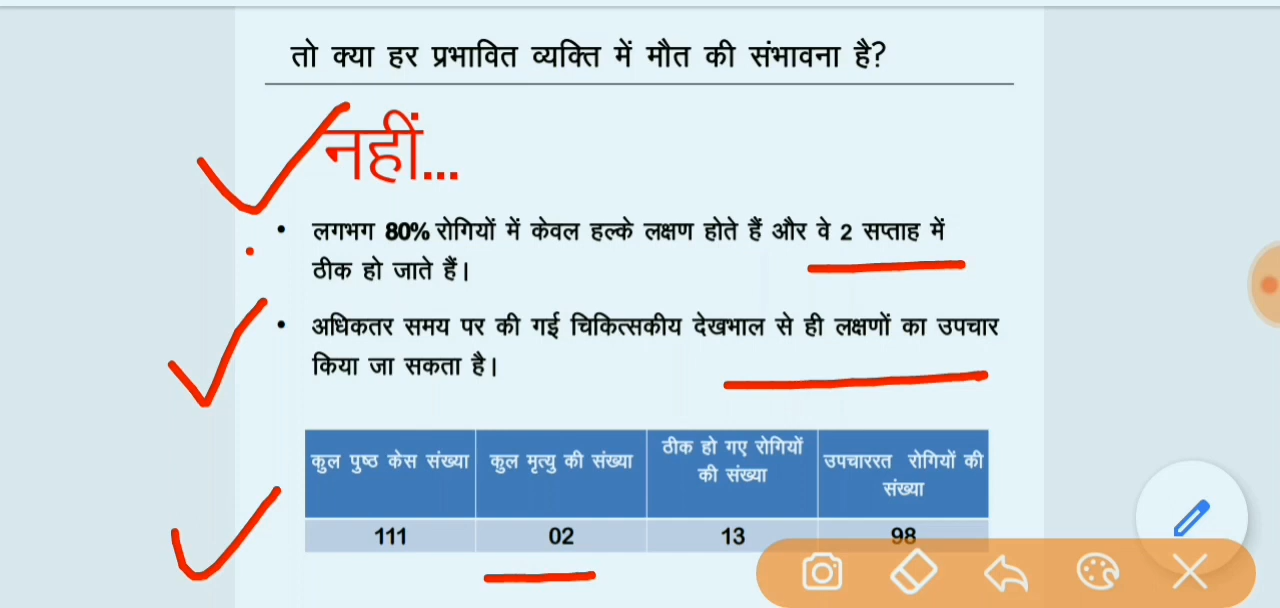 तो क्या हर प्रभावित व्यक्ति में मौत की संभावना है?
नहीं...
• लगभग 80% रोगियों में केवल हल्के लक्षण होते हैं और वे 2 सप्ताह में
ठीक हो जाते हैं।
• अधिकतर समय पर की गई चिकित्सकीय देखभाल से ही लक्षणों का उपचार
किया जा सकता है।
कुल पुष्ठ केस संख्या कुल मृत्यु की संख्या ठीक हो गए रोगियों की संख्या उपचाररत रोगियों की संख्या
111 02 13 98